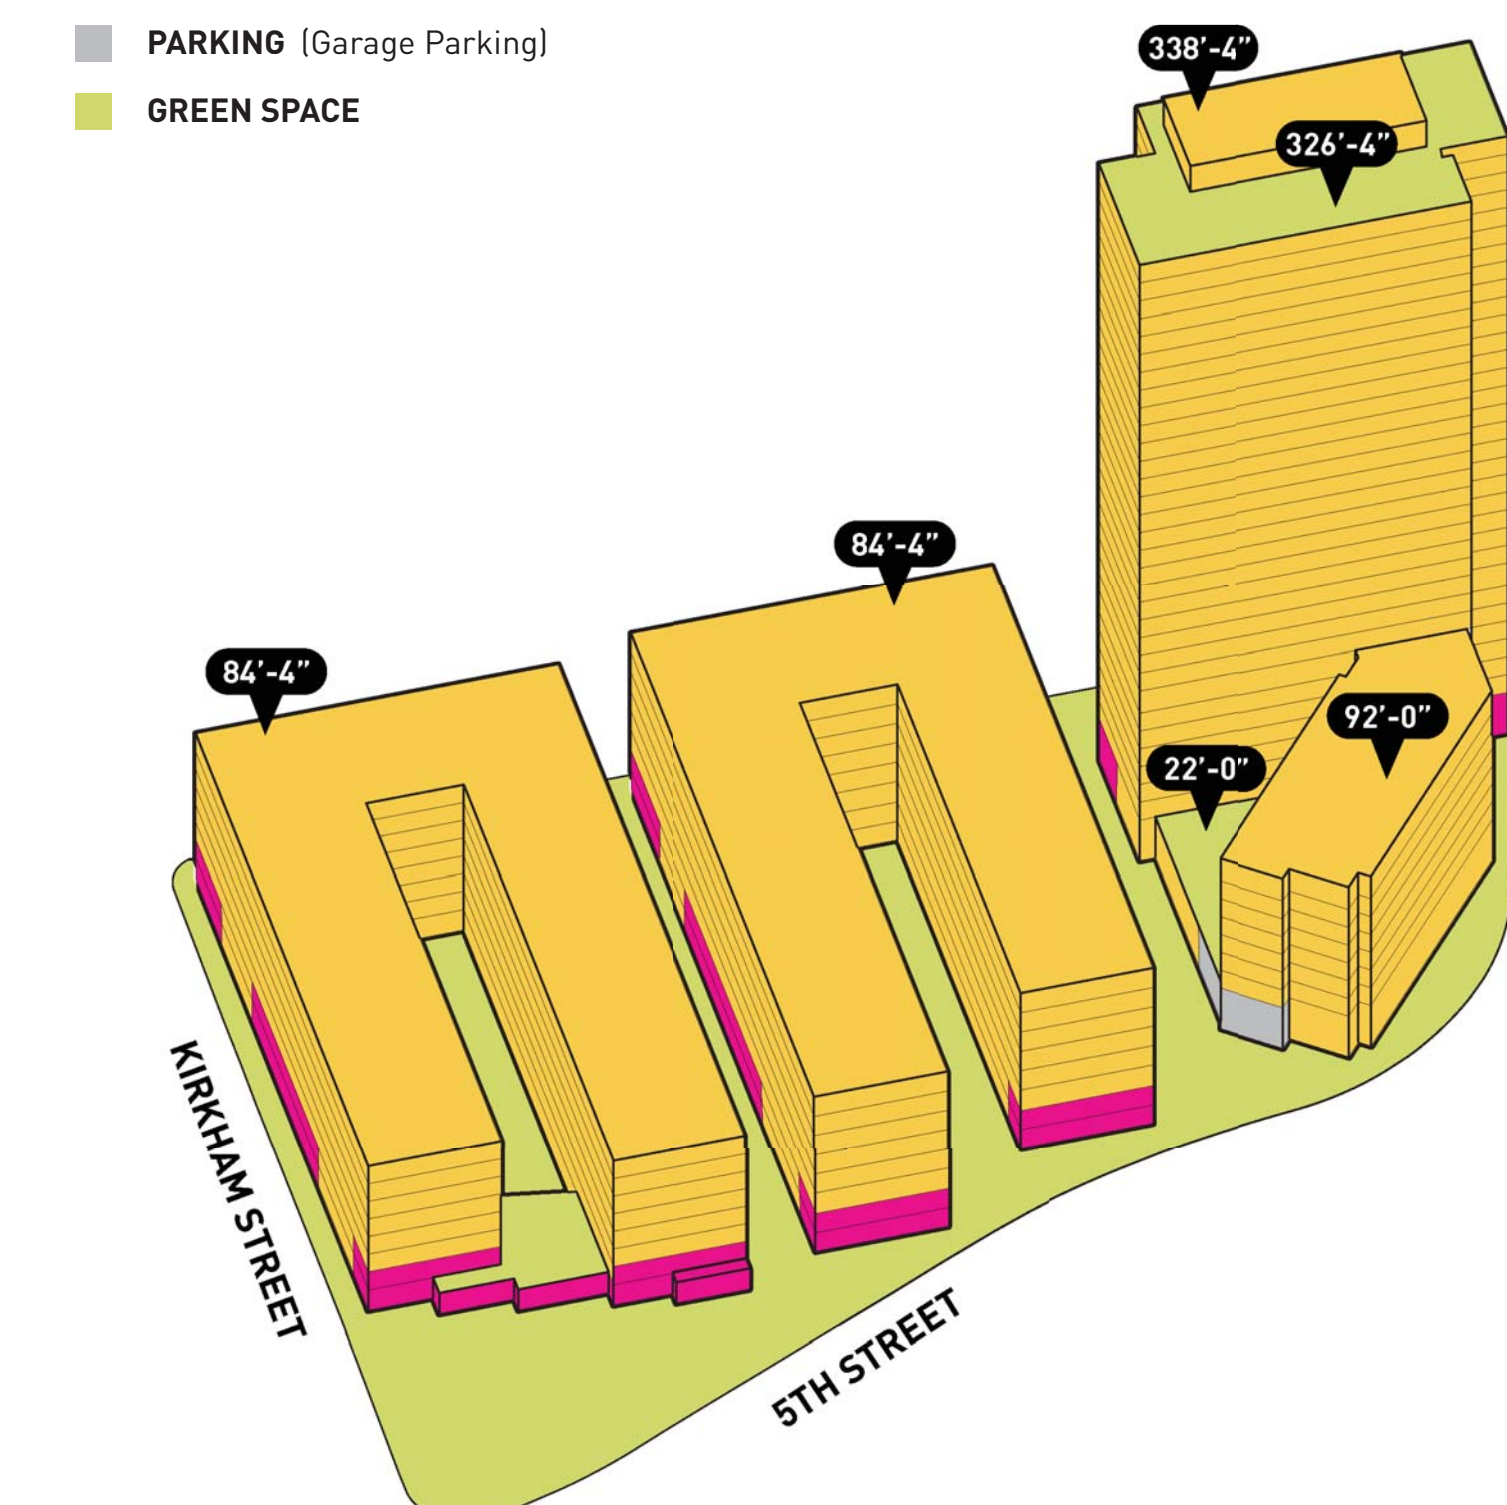 PARKING (Garage Parking)
GREEN SPACE
338’-4”
326’-4”
84’-4”
84’-4”
92’-0”
22’-0”
KIRKHAM STREET
5TH STREET